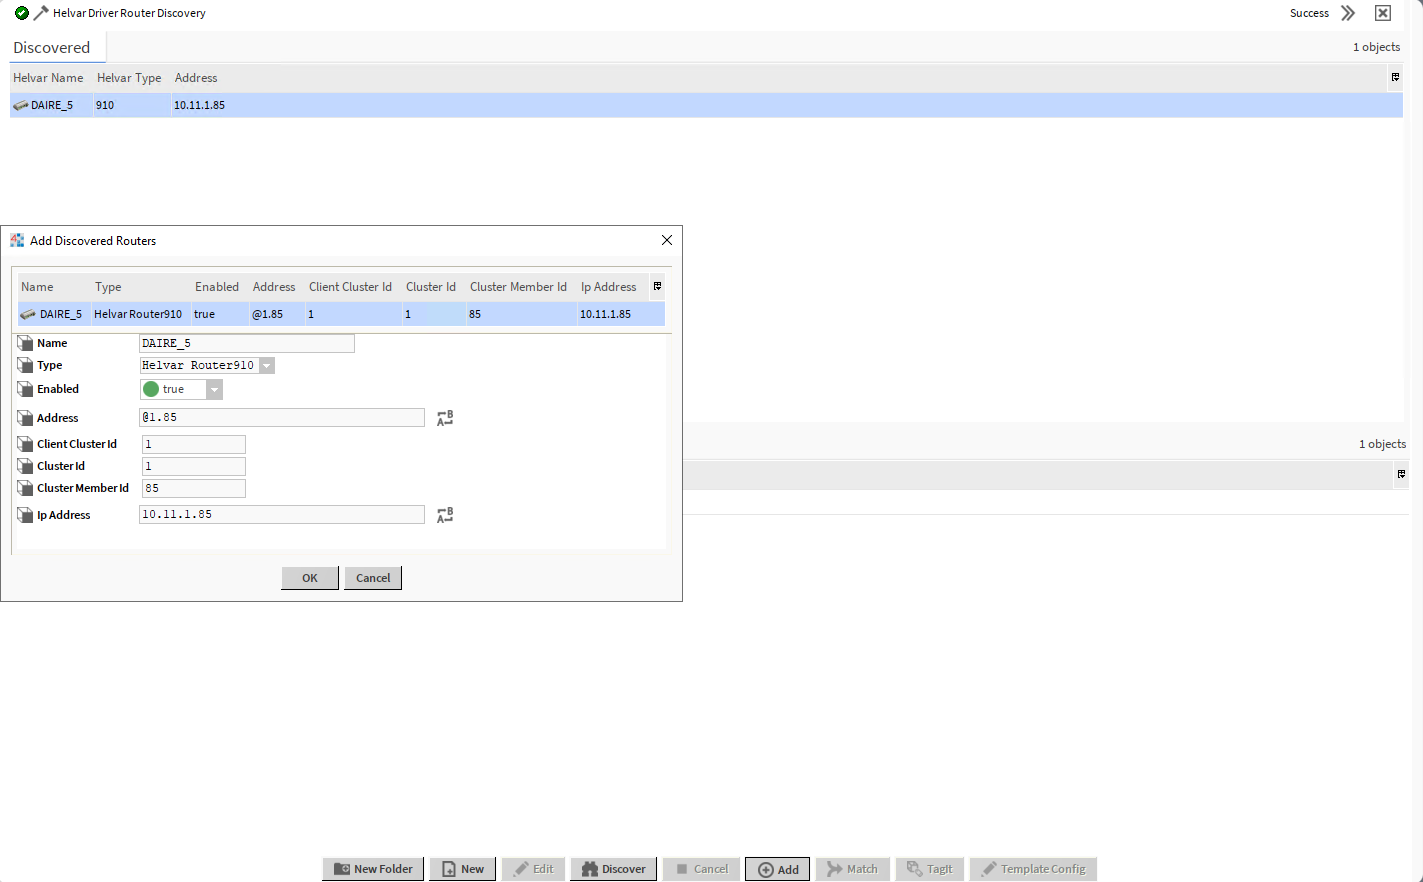 Helvar Driver Router Discovery
Success
Discovered
1 objects
Helvar Name Helvar Type Address
DAIRE_5 910 10.11.1.85
Add Discovered Routers
Name Type Enabled Address Client Cluster Id Cluster Id Cluster Member Id Ip Address
DAIRE_5 Helvar Router910 true @1.85 1 1 85 10.11.1.85
Name DAIRE_5
Type Helvar Router910
Enabled true
Address @1.85
Client Cluster Id 1
Cluster Id 1
Cluster Member Id 85
Ip Address 10.11.1.85
OK Cancel
1 objects
New Folder New Edit Discover Cancel Add Match TagIt Template Config